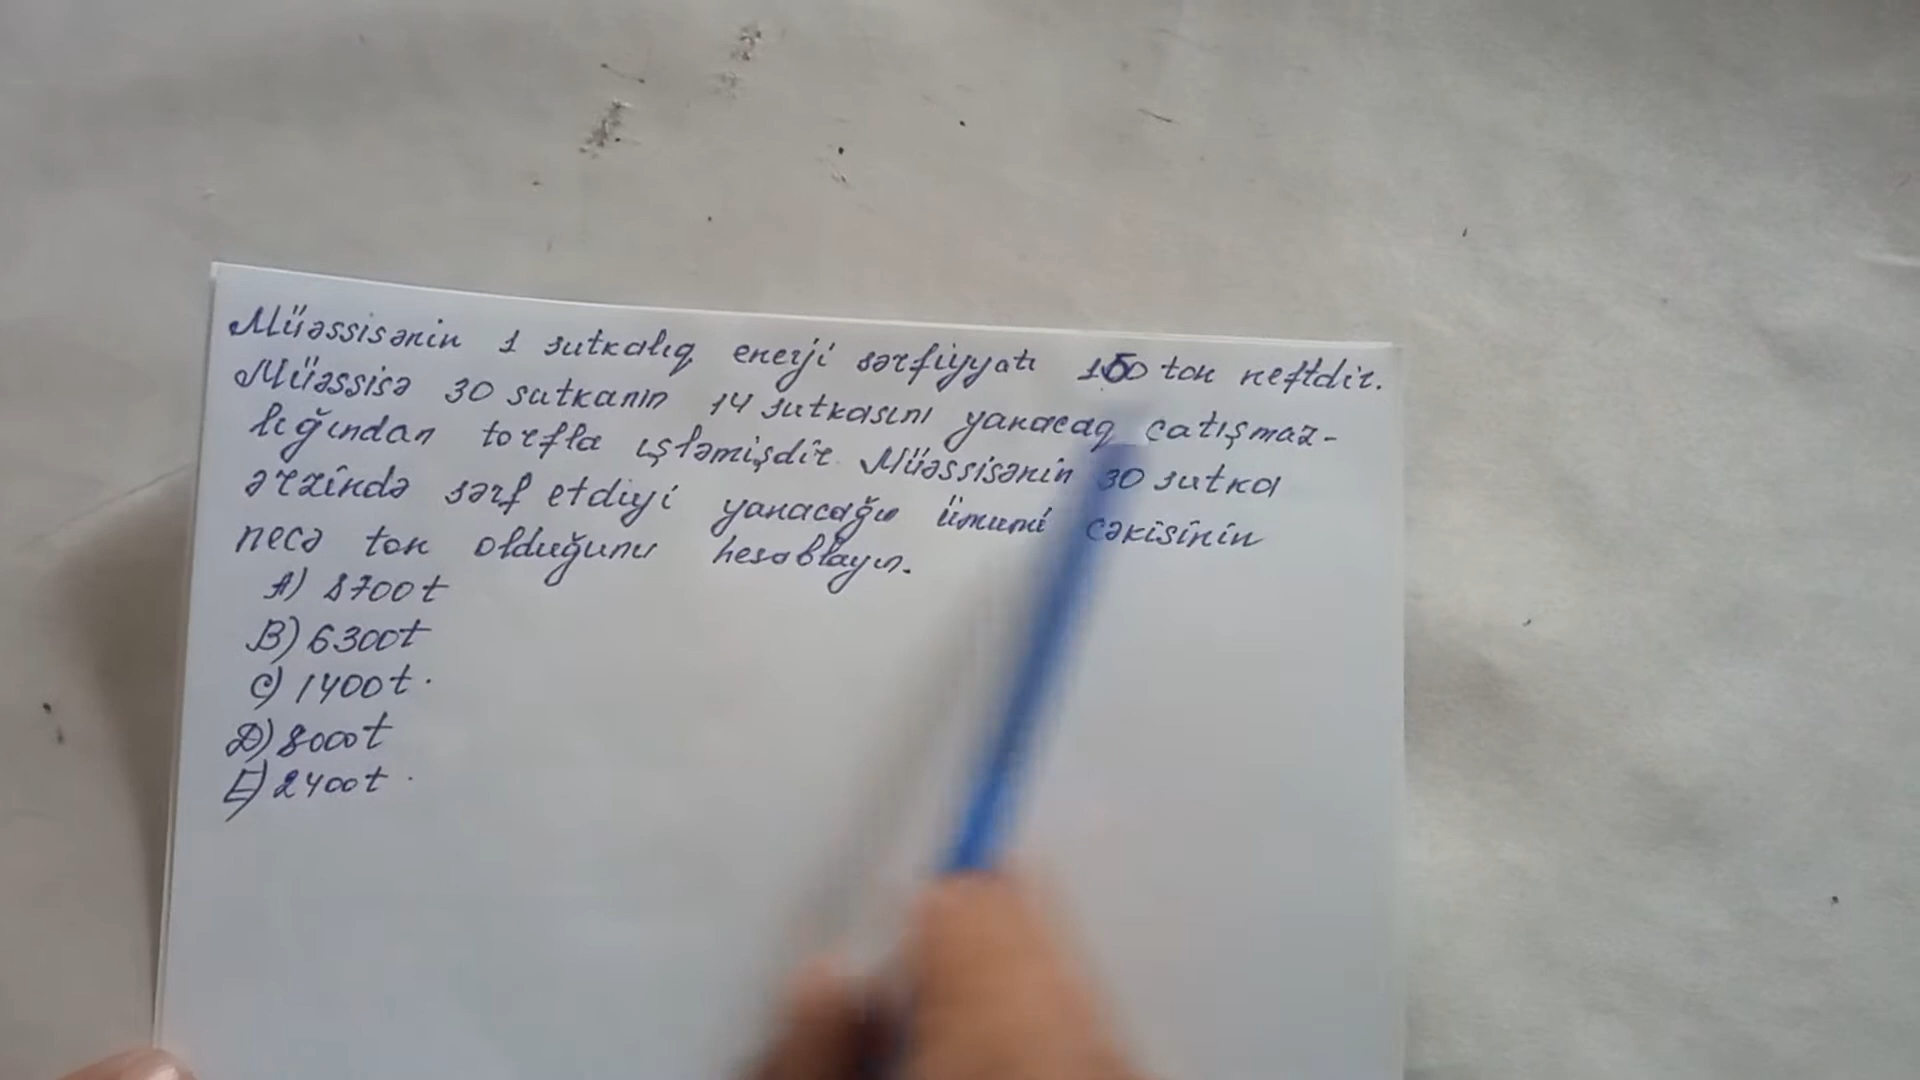 Müəssisənin 1 sutkalıq enerji sərfiyyatı 150 ton neftdir.
Müəssisə 30 sutkanın 14 sutkasını yanacaq çatışmaz-
lığından torfla işləmişdir. Müəssisənin 30 sutka
ərzində sərf etdiyi yanacağın ümumi çəkisinin
necə ton olduğunu hesablayın.
A) 8700t
B) 6300t
C) 1400t.
D) 8000t
E) 2400t.